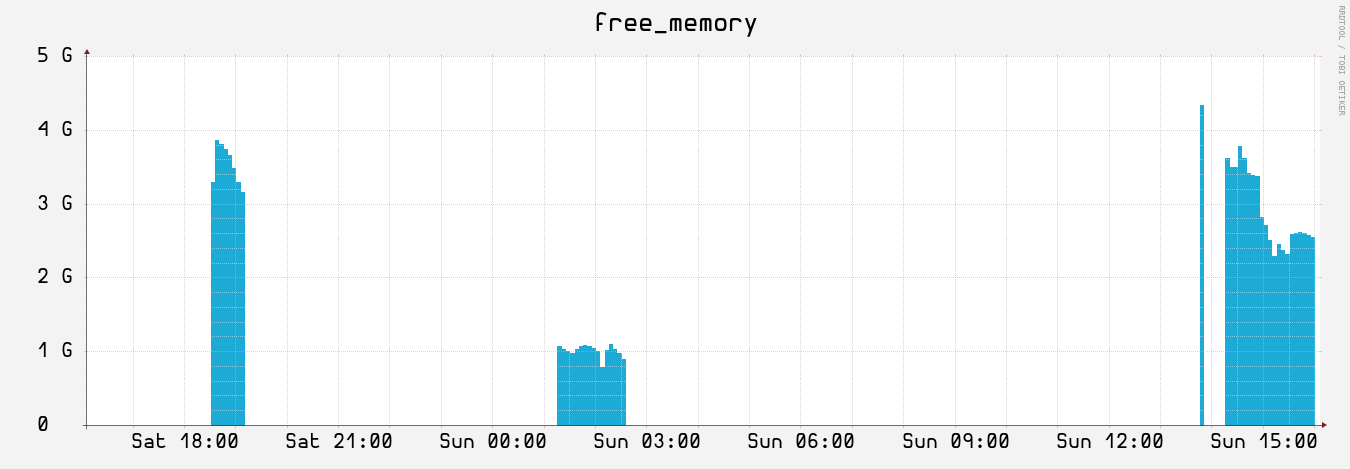 free_memory
RRDTOOL / TOBI OETIKER
5 G
4 G
3 G
2 G
1 G
0
Sat 18:00 Sat 21:00 Sun 00:00 Sun 03:00 Sun 06:00 Sun 09:00 Sun 12:00 Sun 15:00